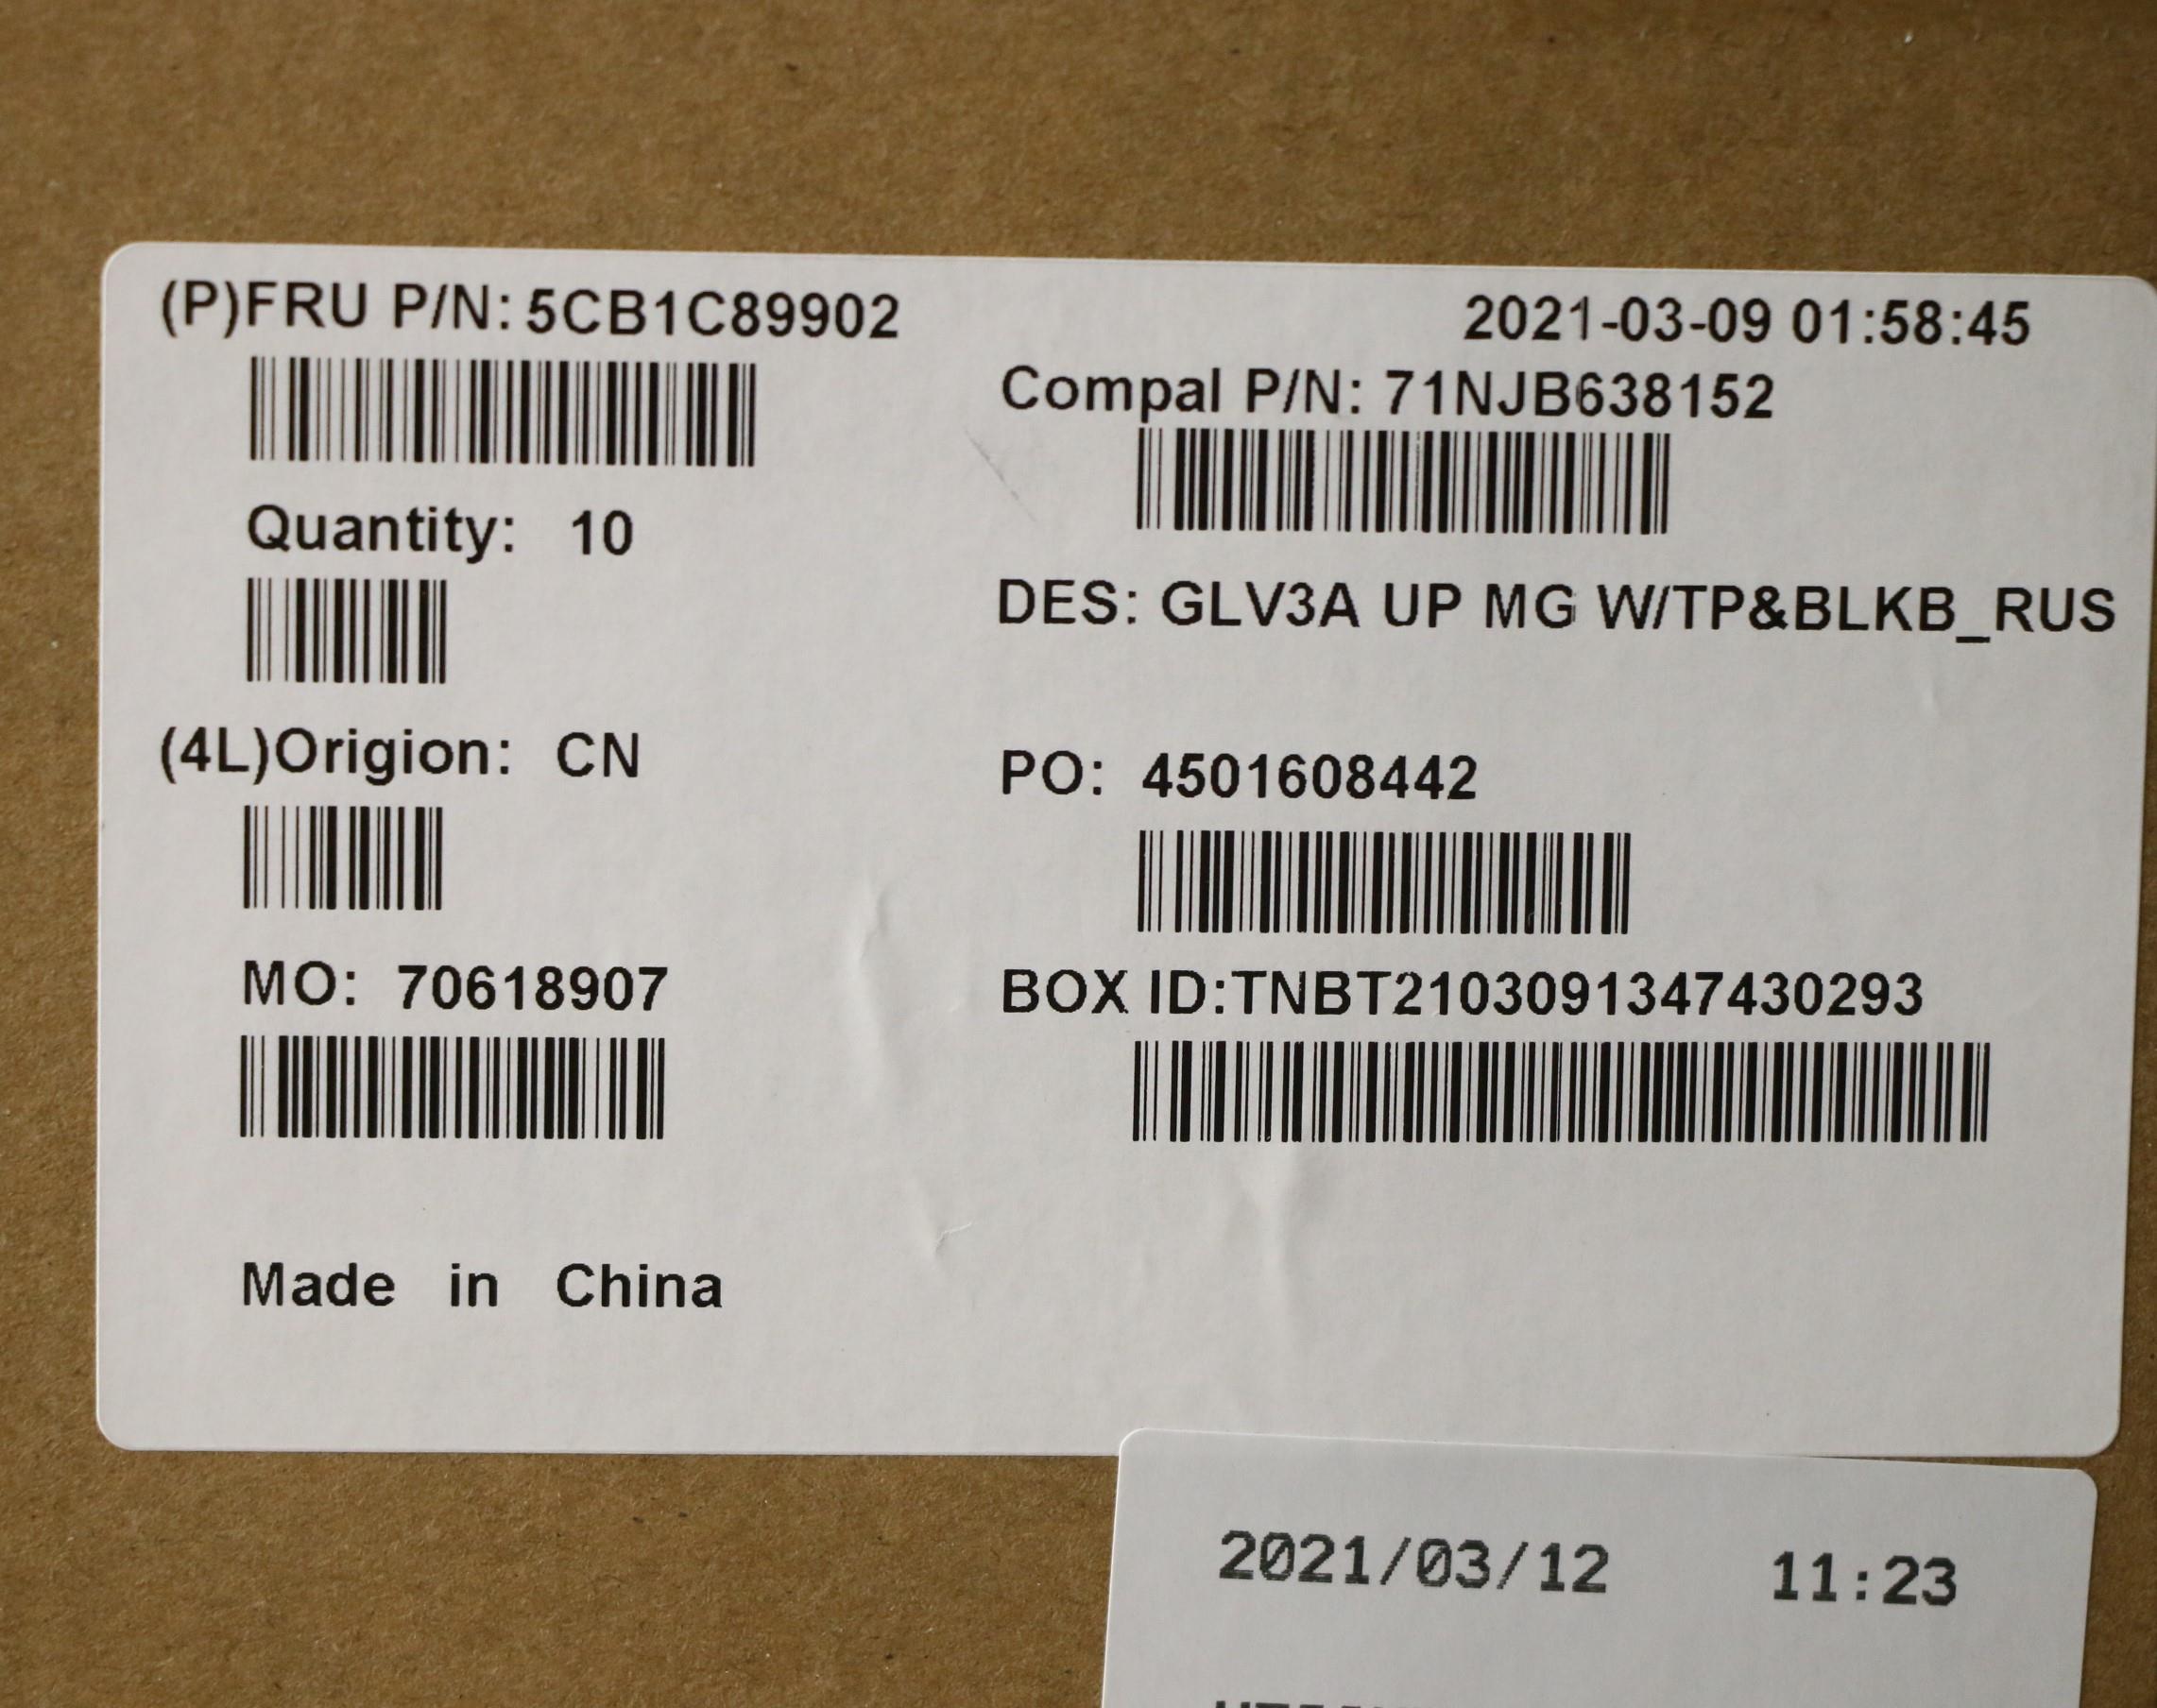 (P)FRU P/N: 5CB1C89902
2021-03-09 01:58:45
Compal P/N: 71NJB638152
Quantity: 10
DES: GLV3A UP MG W/TP&BLKB_RUS
(4L)Origion: CN
PO: 4501608442
MO: 70618907
BOX ID:TNBT2103091347430293
Made in China
2021/03/12 11:23